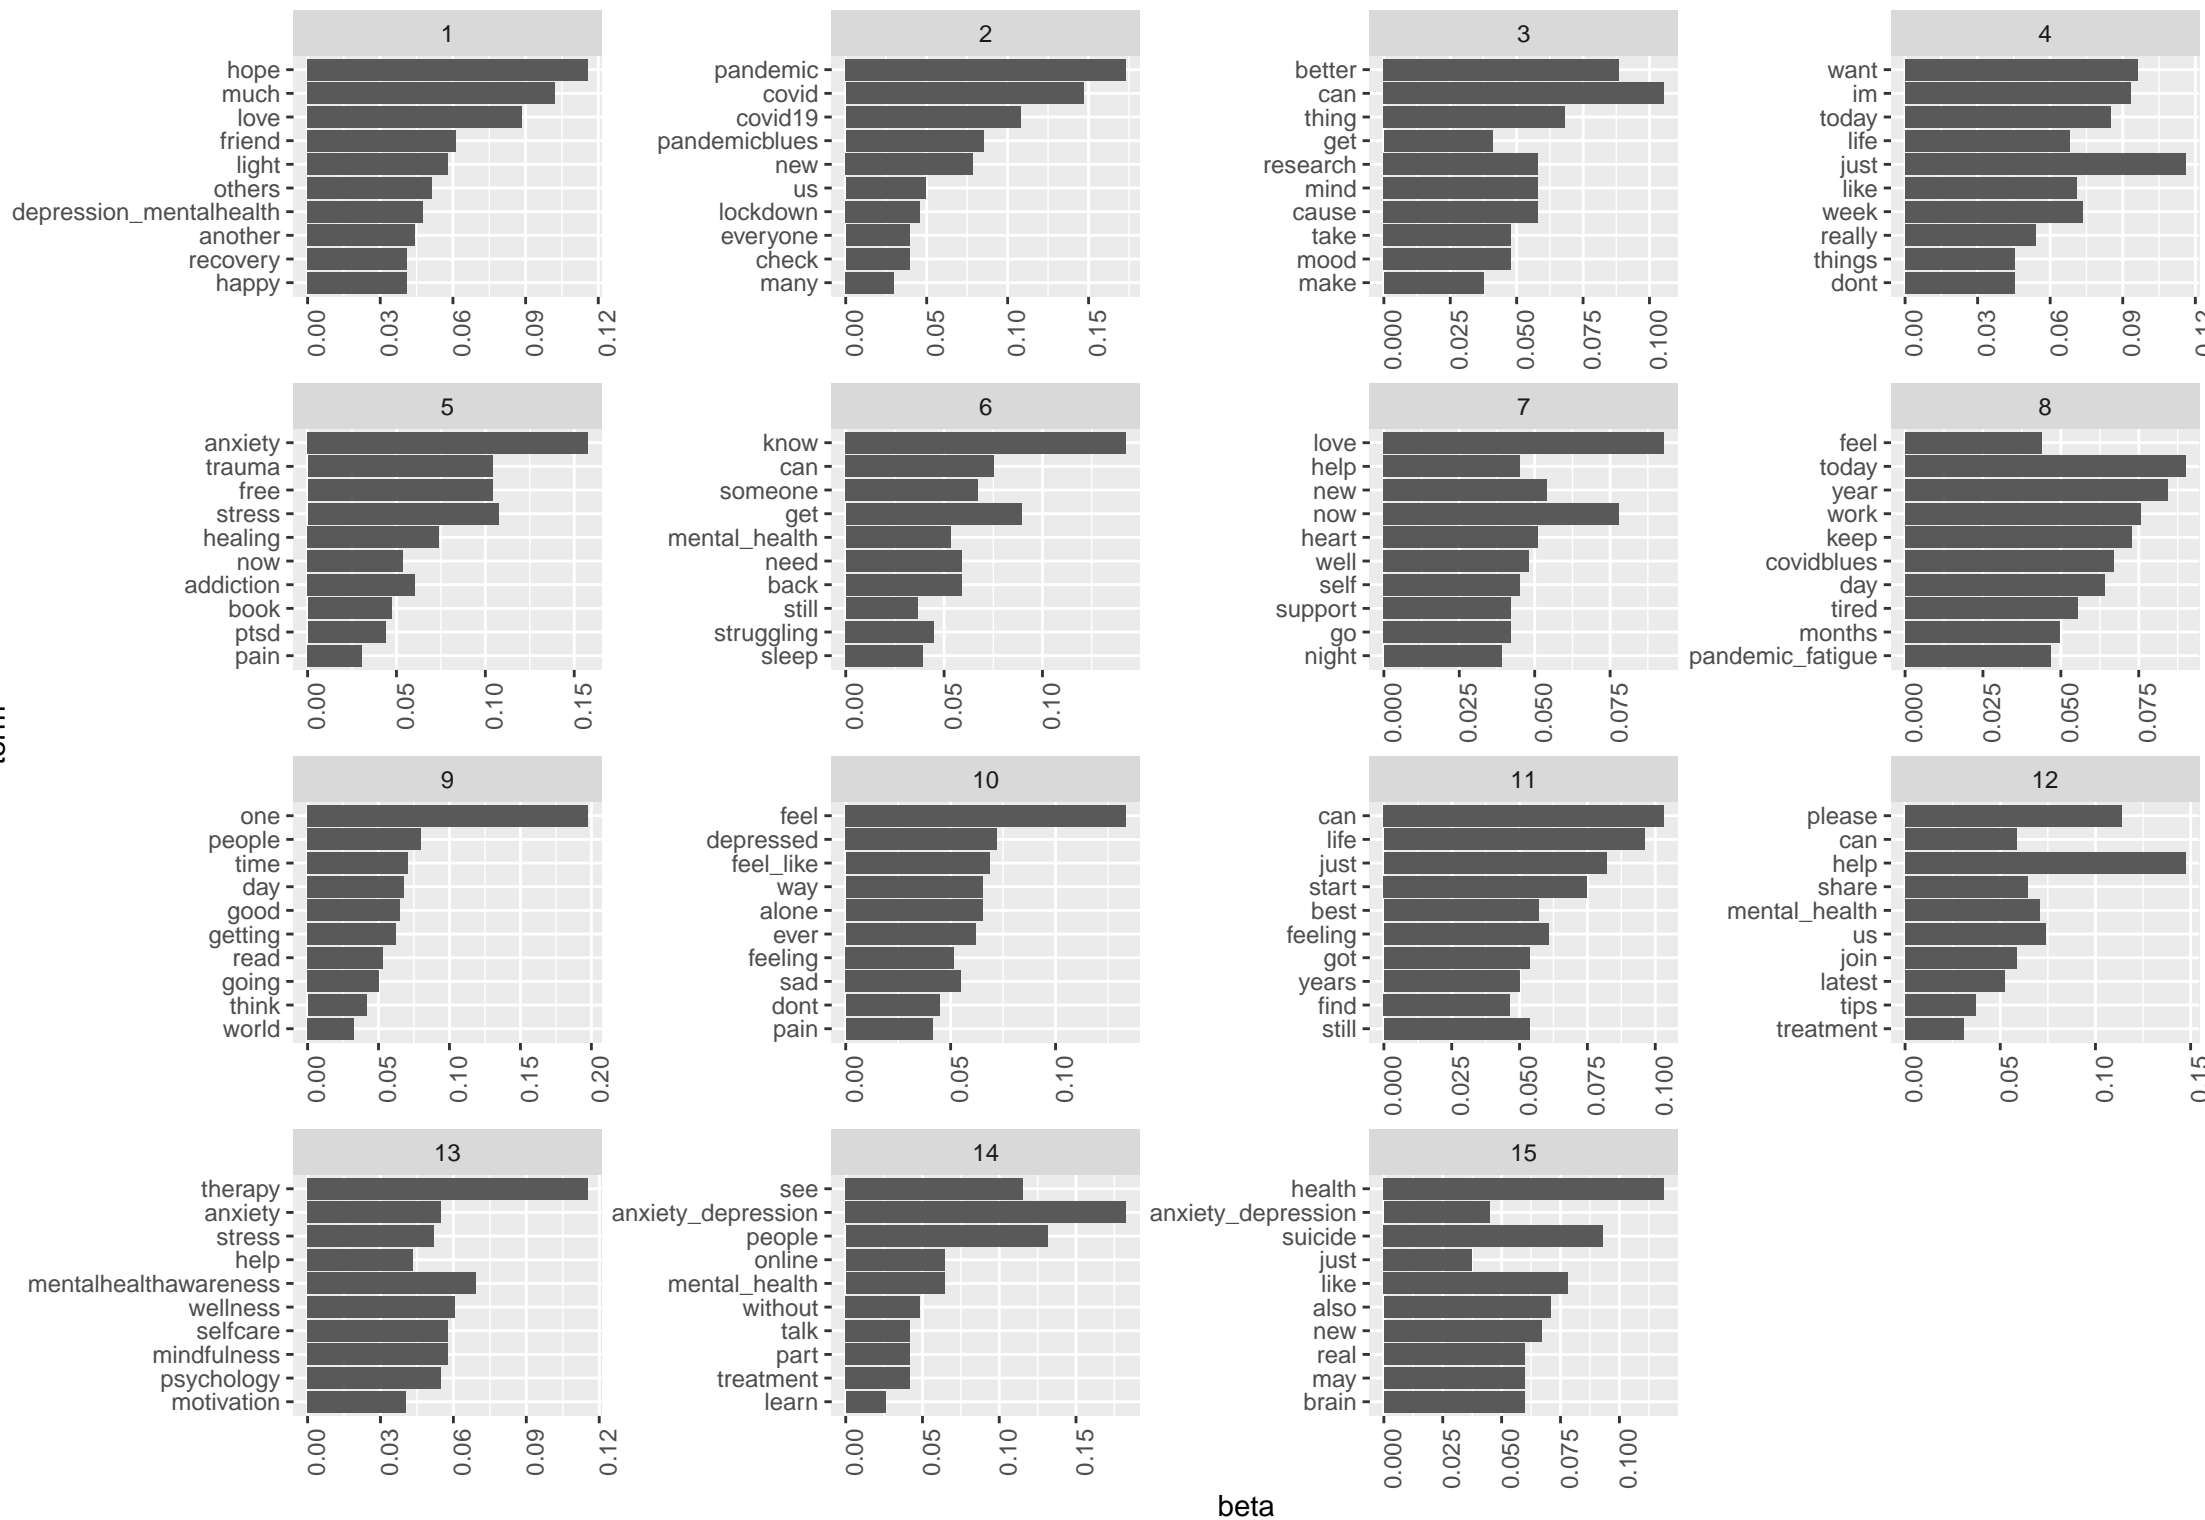 1
hope
much
love
friend
light
others
depression_mentalhealth
another
recovery
happy
0.00 0.03 0.06 0.09 0.12
2
pandemic
covid
covid19
pandemicblues
new
us
lockdown
everyone
check
many
0.00 0.05 0.10 0.15
3
better
can
thing
get
research
mind
cause
take
mood
make
0.000 0.025 0.050 0.075 0.100
4
want
im
today
life
just
like
week
really
things
dont
0.00 0.03 0.06 0.09 0.12
5
anxiety
trauma
free
stress
healing
now
addiction
book
ptsd
pain
0.00 0.05 0.10 0.15
6
know
can
someone
get
mental_health
need
back
still
struggling
sleep
0.00 0.05 0.10
7
love
help
new
now
heart
well
self
support
go
night
0.000 0.025 0.050 0.075
8
feel
today
year
work
keep
covidblues
day
tired
months
pandemic_fatigue
0.000 0.025 0.050 0.075
9
one
people
time
day
good
getting
read
going
think
world
0.00 0.05 0.10 0.15 0.20
10
feel
depressed
feel_like
way
alone
ever
feeling
sad
dont
pain
0.00 0.05 0.10
11
can
life
just
start
best
feeling
got
years
find
still
0.000 0.025 0.050 0.075 0.100
12
please
can
help
share
mental_health
us
join
latest
tips
treatment
0.00 0.05 0.10 0.15
13
therapy
anxiety
stress
help
mentalhealthawareness
wellness
selfcare
mindfulness
psychology
motivation
0.00 0.03 0.06 0.09 0.12
14
see
anxiety_depression
people
online
mental_health
without
talk
part
treatment
learn
0.00 0.05 0.10 0.15
15
health
anxiety_depression
suicide
just
like
also
new
real
may
brain
0.000 0.025 0.050 0.075 0.100
beta